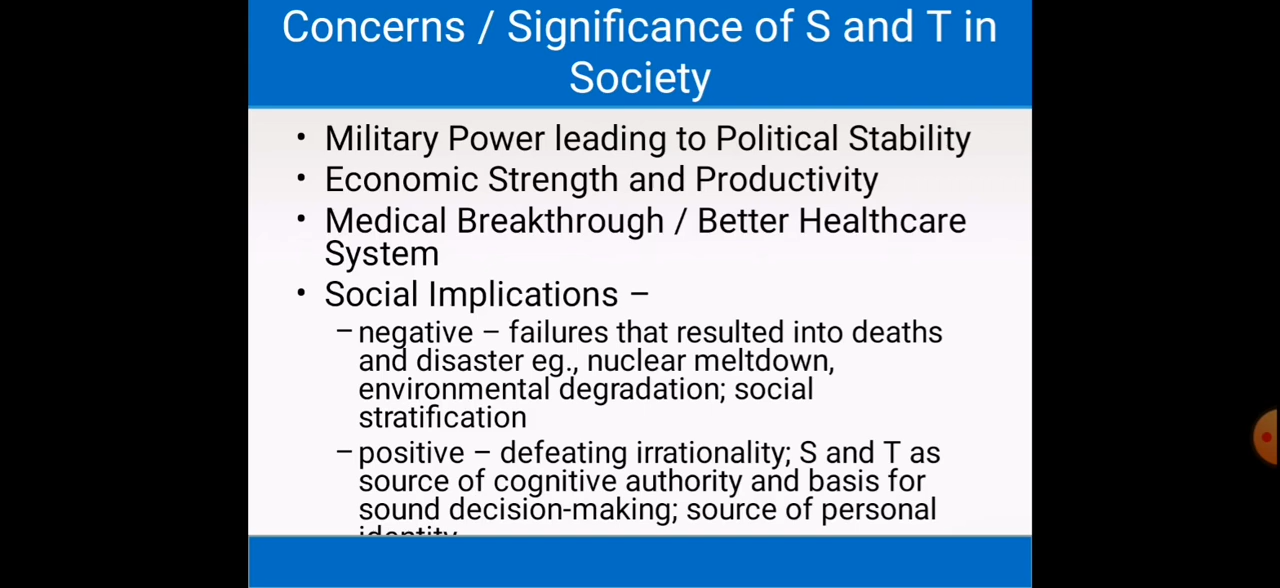 Concerns / Significance of S and T in
Society
• Military Power leading to Political Stability
• Economic Strength and Productivity
• Medical Breakthrough / Better Healthcare
System
• Social Implications –
– negative – failures that resulted into deaths
and disaster eg., nuclear meltdown,
environmental degradation; social
stratification
– positive – defeating irrationality; S and T as
source of cognitive authority and basis for
sound decision-making; source of personal
identity